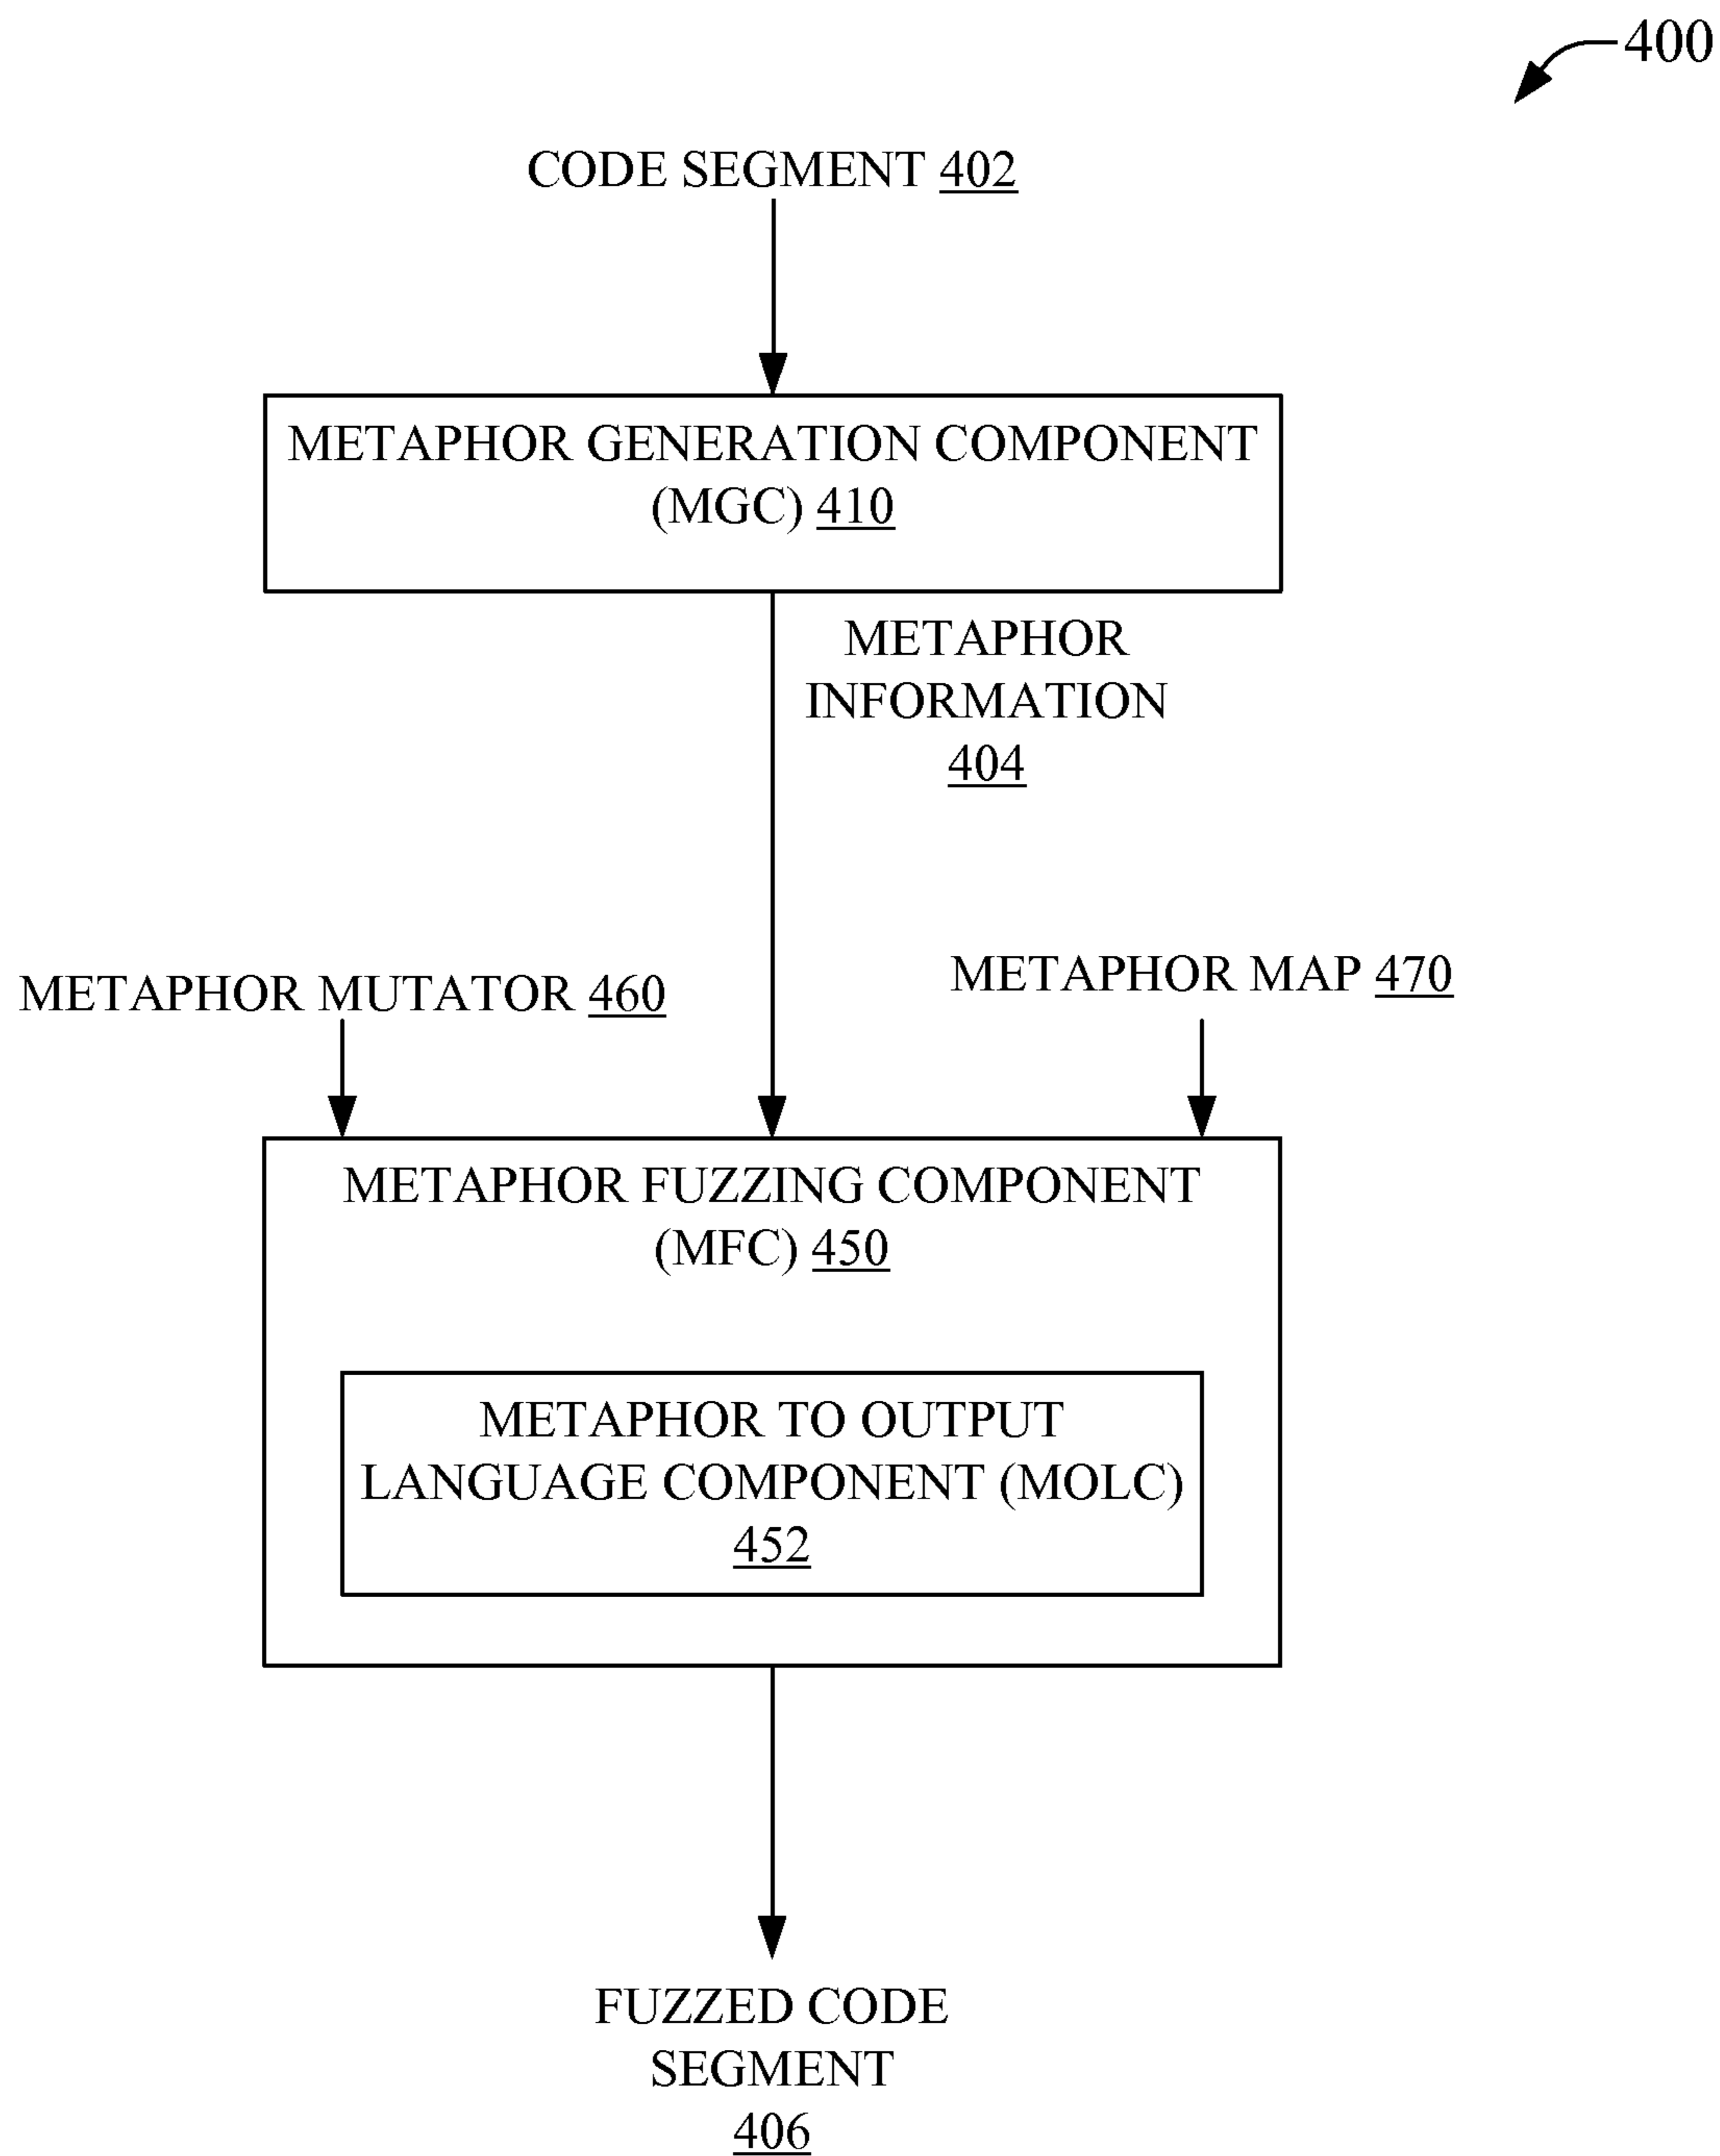 400
CODE SEGMENT 402
METAPHOR GENERATION COMPONENT
(MGC) 410
METAPHOR
INFORMATION
404
METAPHOR MUTATOR 460
METAPHOR MAP 470
METAPHOR FUZZING COMPONENT
(MFC) 450
METAPHOR TO OUTPUT
LANGUAGE COMPONENT (MOLC)
452
FUZZED CODE
SEGMENT
406